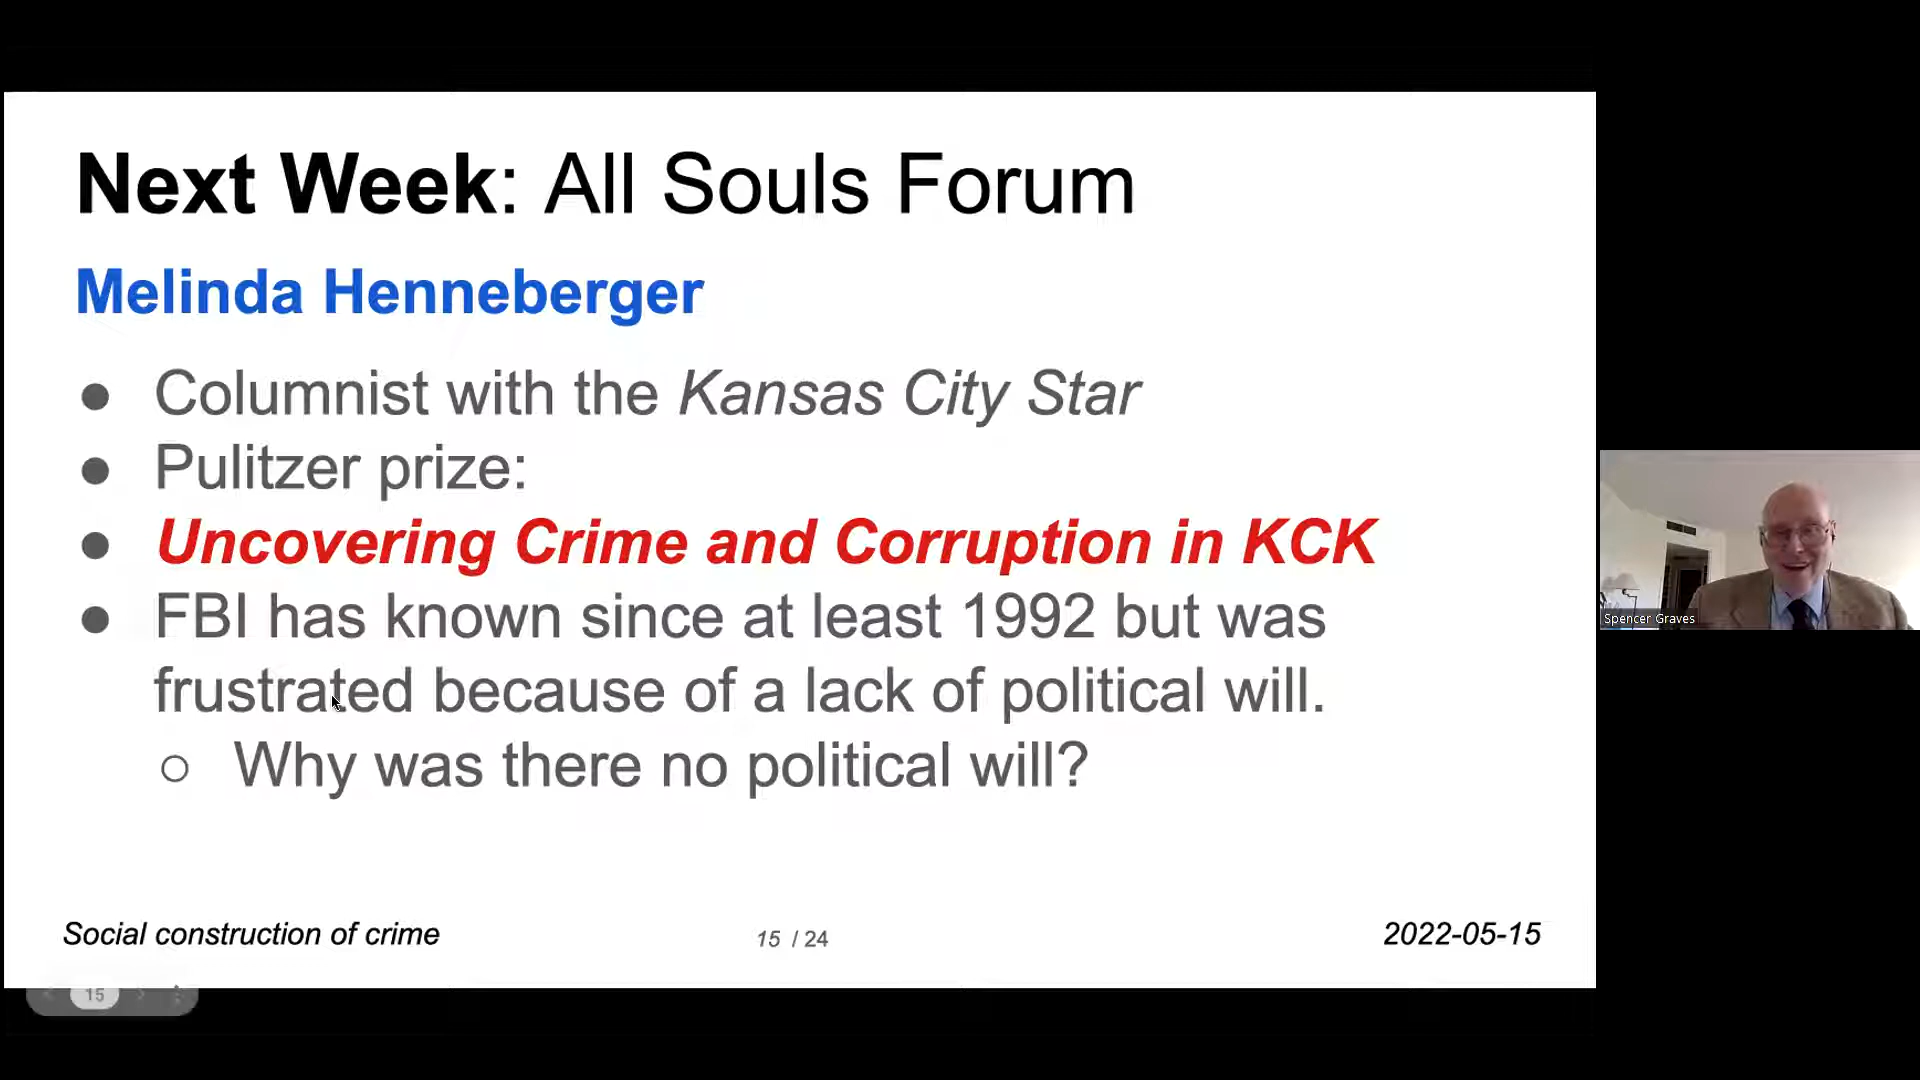 Next Week: All Souls Forum
Melinda Henneberger
● Columnist with the Kansas City Star
● Pulitzer prize:
● Uncovering Crime and Corruption in KCK
● FBI has known since at least 1992 but was
frustrated because of a lack of political will.
○ Why was there no political will?
Spencer Graves
Social construction of crime
15 / 24
2022-05-15
15